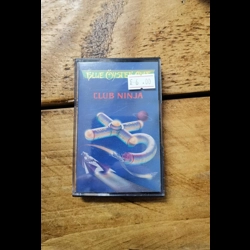 BLUE ÖYSTER CULT
CLUB NINJA